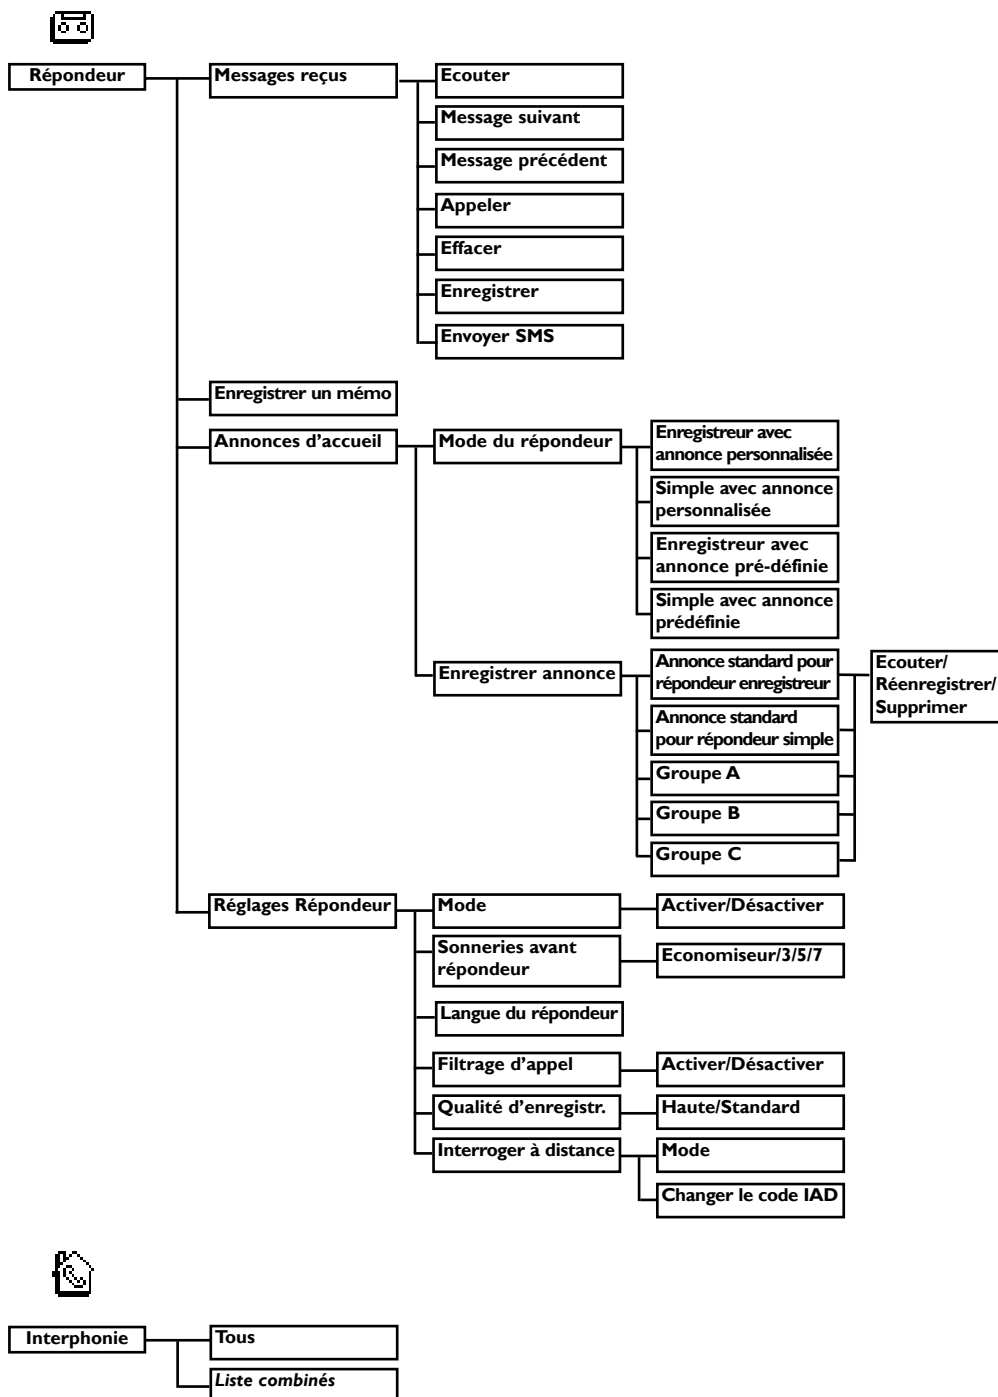 Répondeur
Messages reçus
Ecouter
Message suivant
Message précédent
Appeler
Effacer
Enregistrer
Envoyer SMS
Enregistrer un mémo
Annonces d'accueil
Mode du répondeur
Enregistreur avec
annonce personnalisée
Simple avec annonce
personnalisée
Enregistreur avec
annonce pré-définie
Simple avec annonce
prédéfinie
Enregistrer annonce
Annonce standard pour
répondeur enregistreur
Annonce standard
pour répondeur simple
Groupe A
Groupe B
Groupe C
Ecouter/
Réenregistrer/
Supprimer
Réglages Répondeur
Mode
Activer/Désactiver
Sonneries avant
répondeur
Economiseur/3/5/7
Langue du répondeur
Filtrage d'appel
Activer/Désactiver
Qualité d'enregistr.
Haute/Standard
Interroger à distance
Mode
Changer le code IAD
Interphonie
Tous
Liste combinés